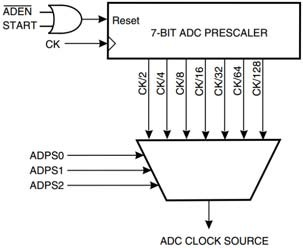 ADEN
START
Reset
7-BIT ADC PRESCALER
CK
CK/2
CK/4
CK/8
CK/16
CK/32
CK/64
CK/128
ADPS0
ADPS1
ADPS2
ADC CLOCK SOURCE